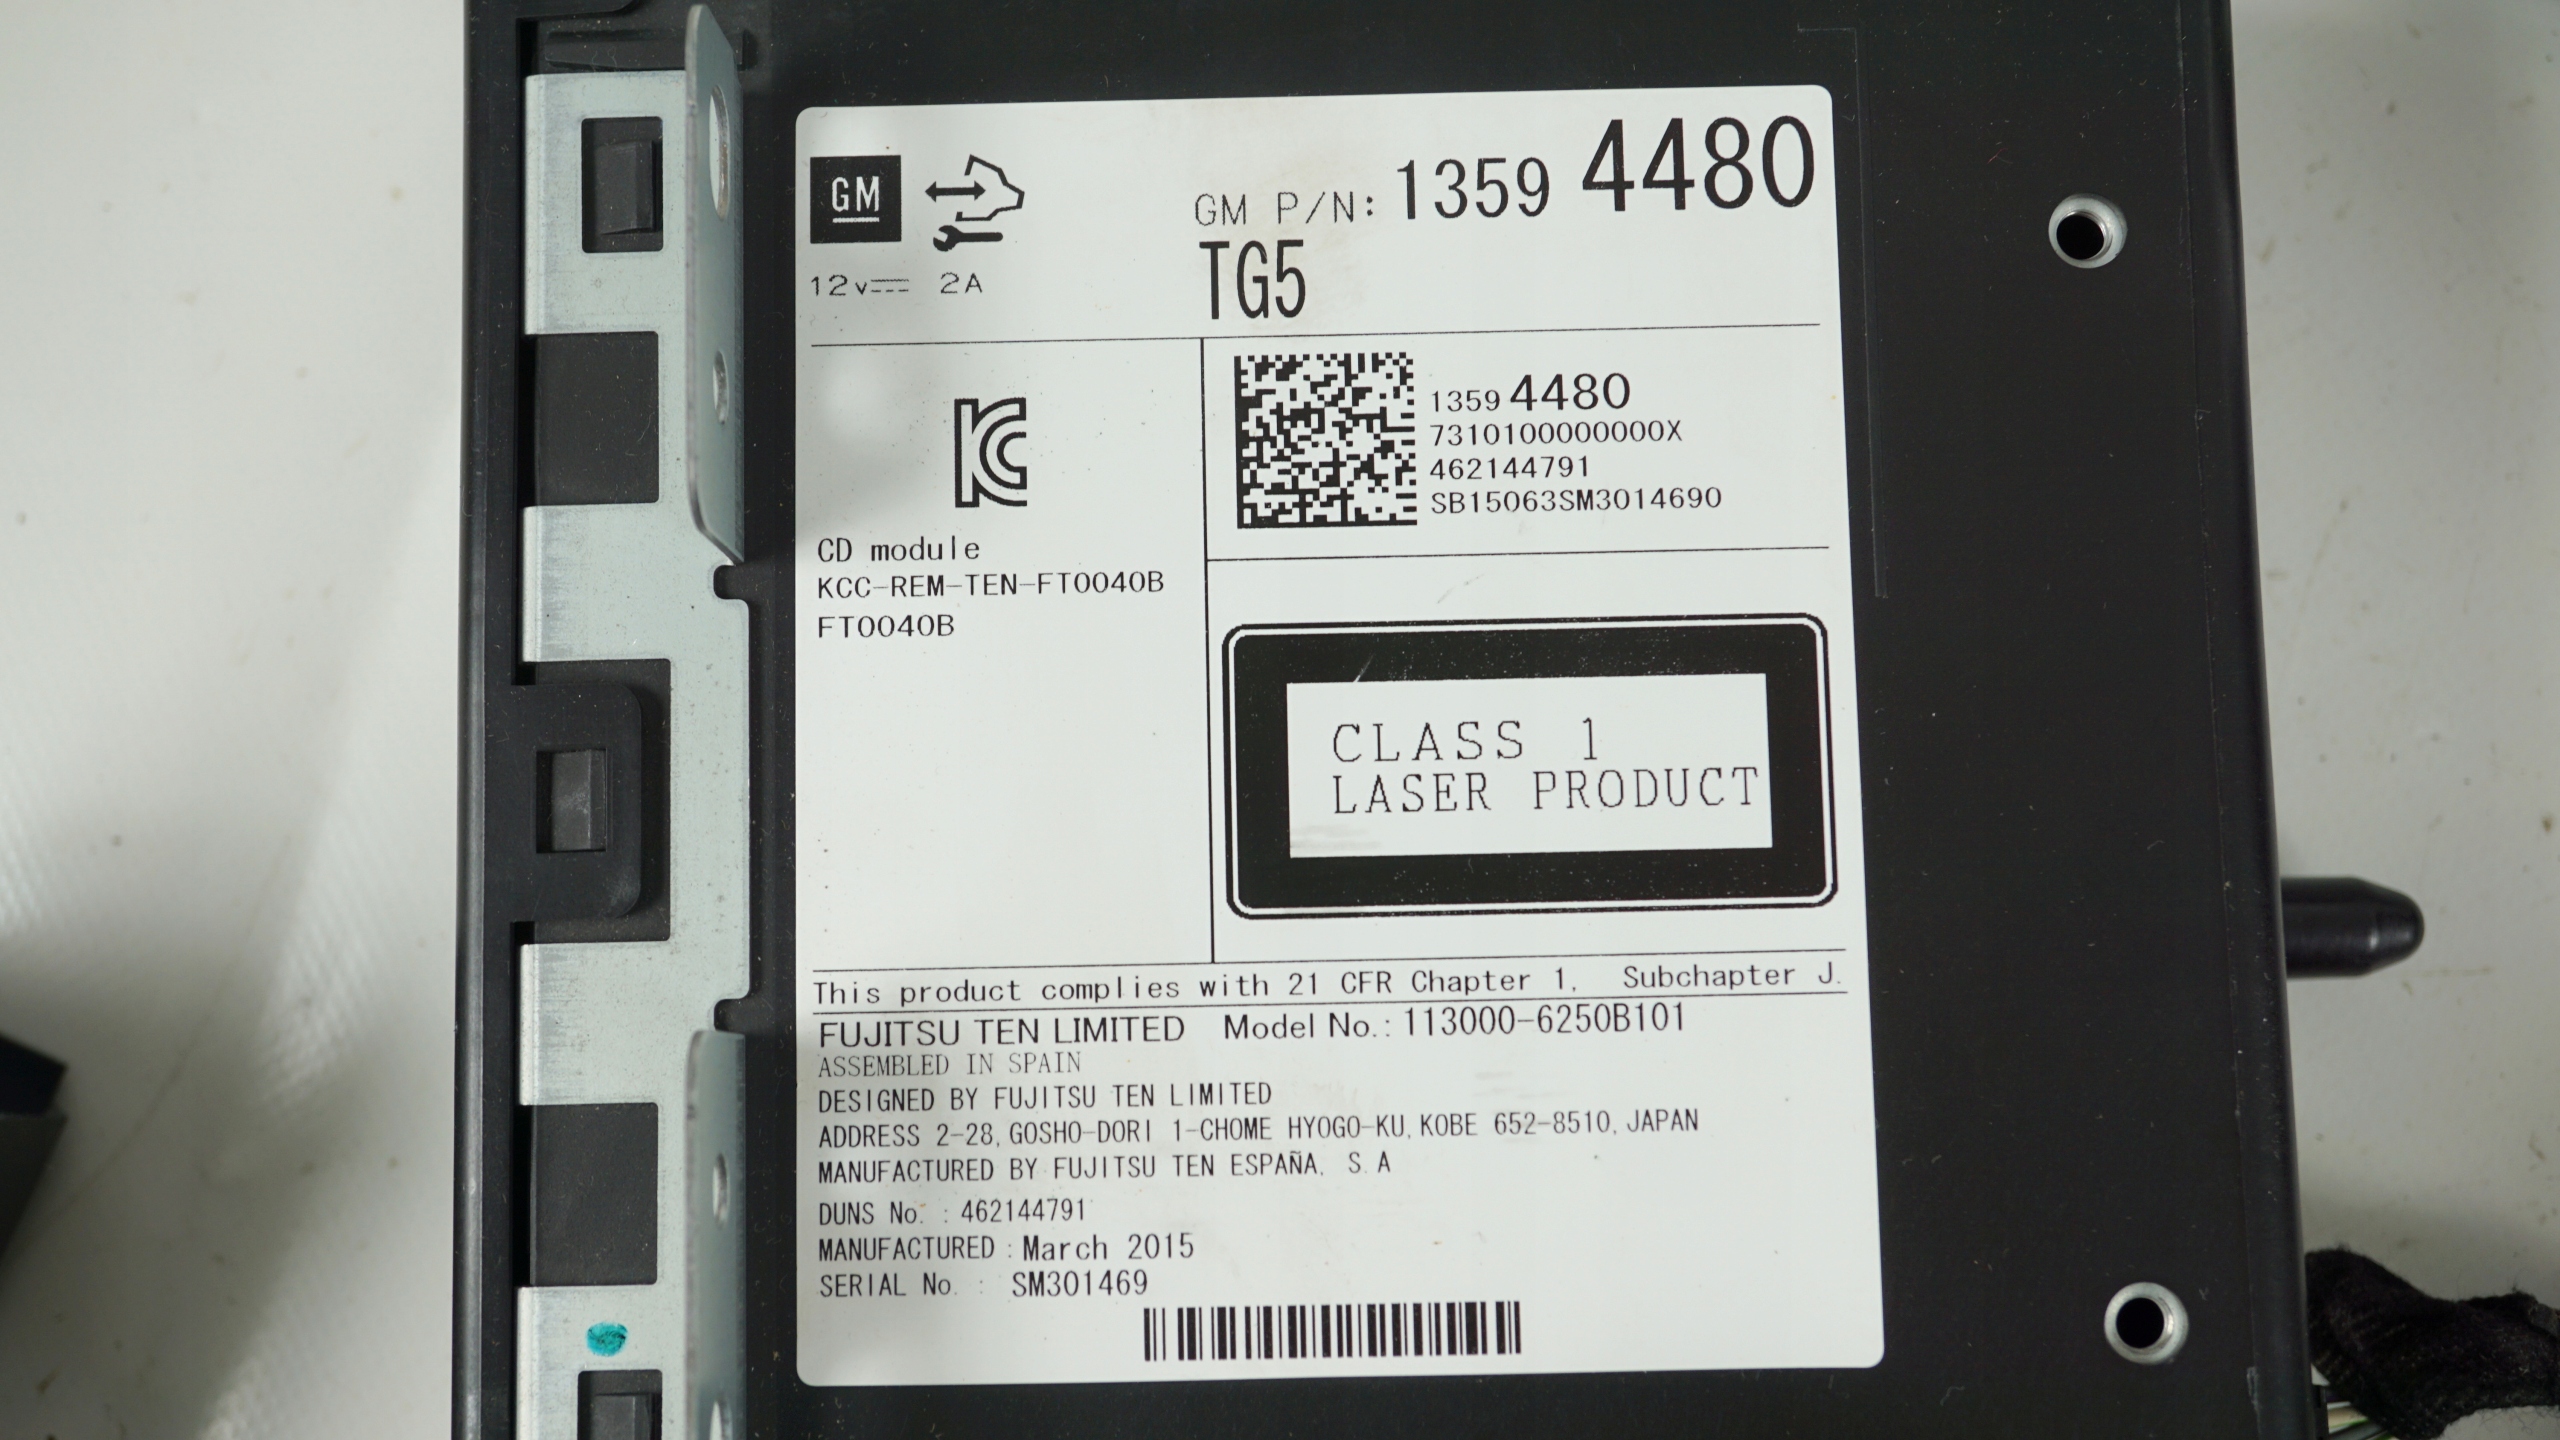 GM
GM P/N: 1359 4480
12v 2A
TG5
1359 4480
7310100000000X
462144791
SB15063SM3014690
CD module
KCC-REM-TEN-FT0040B
FT0040B
CLASS 1
LASER PRODUCT
This product complies with 21 CFR Chapter 1, Subchapter J.
FUJITSU TEN LIMITED Model No.: 113000-6250B101
ASSEMBLED IN SPAIN
DESIGNED BY FUJITSU TEN LIMITED
ADDRESS 2-28, GOSHO-DORI 1-CHOME HYOGO-KU, KOBE 652-8510, JAPAN
MANUFACTURED BY FUJITSU TEN ESPAÑA, S.A
DUNS No. : 462144791
MANUFACTURED : March 2015
SERIAL No. : SM301469